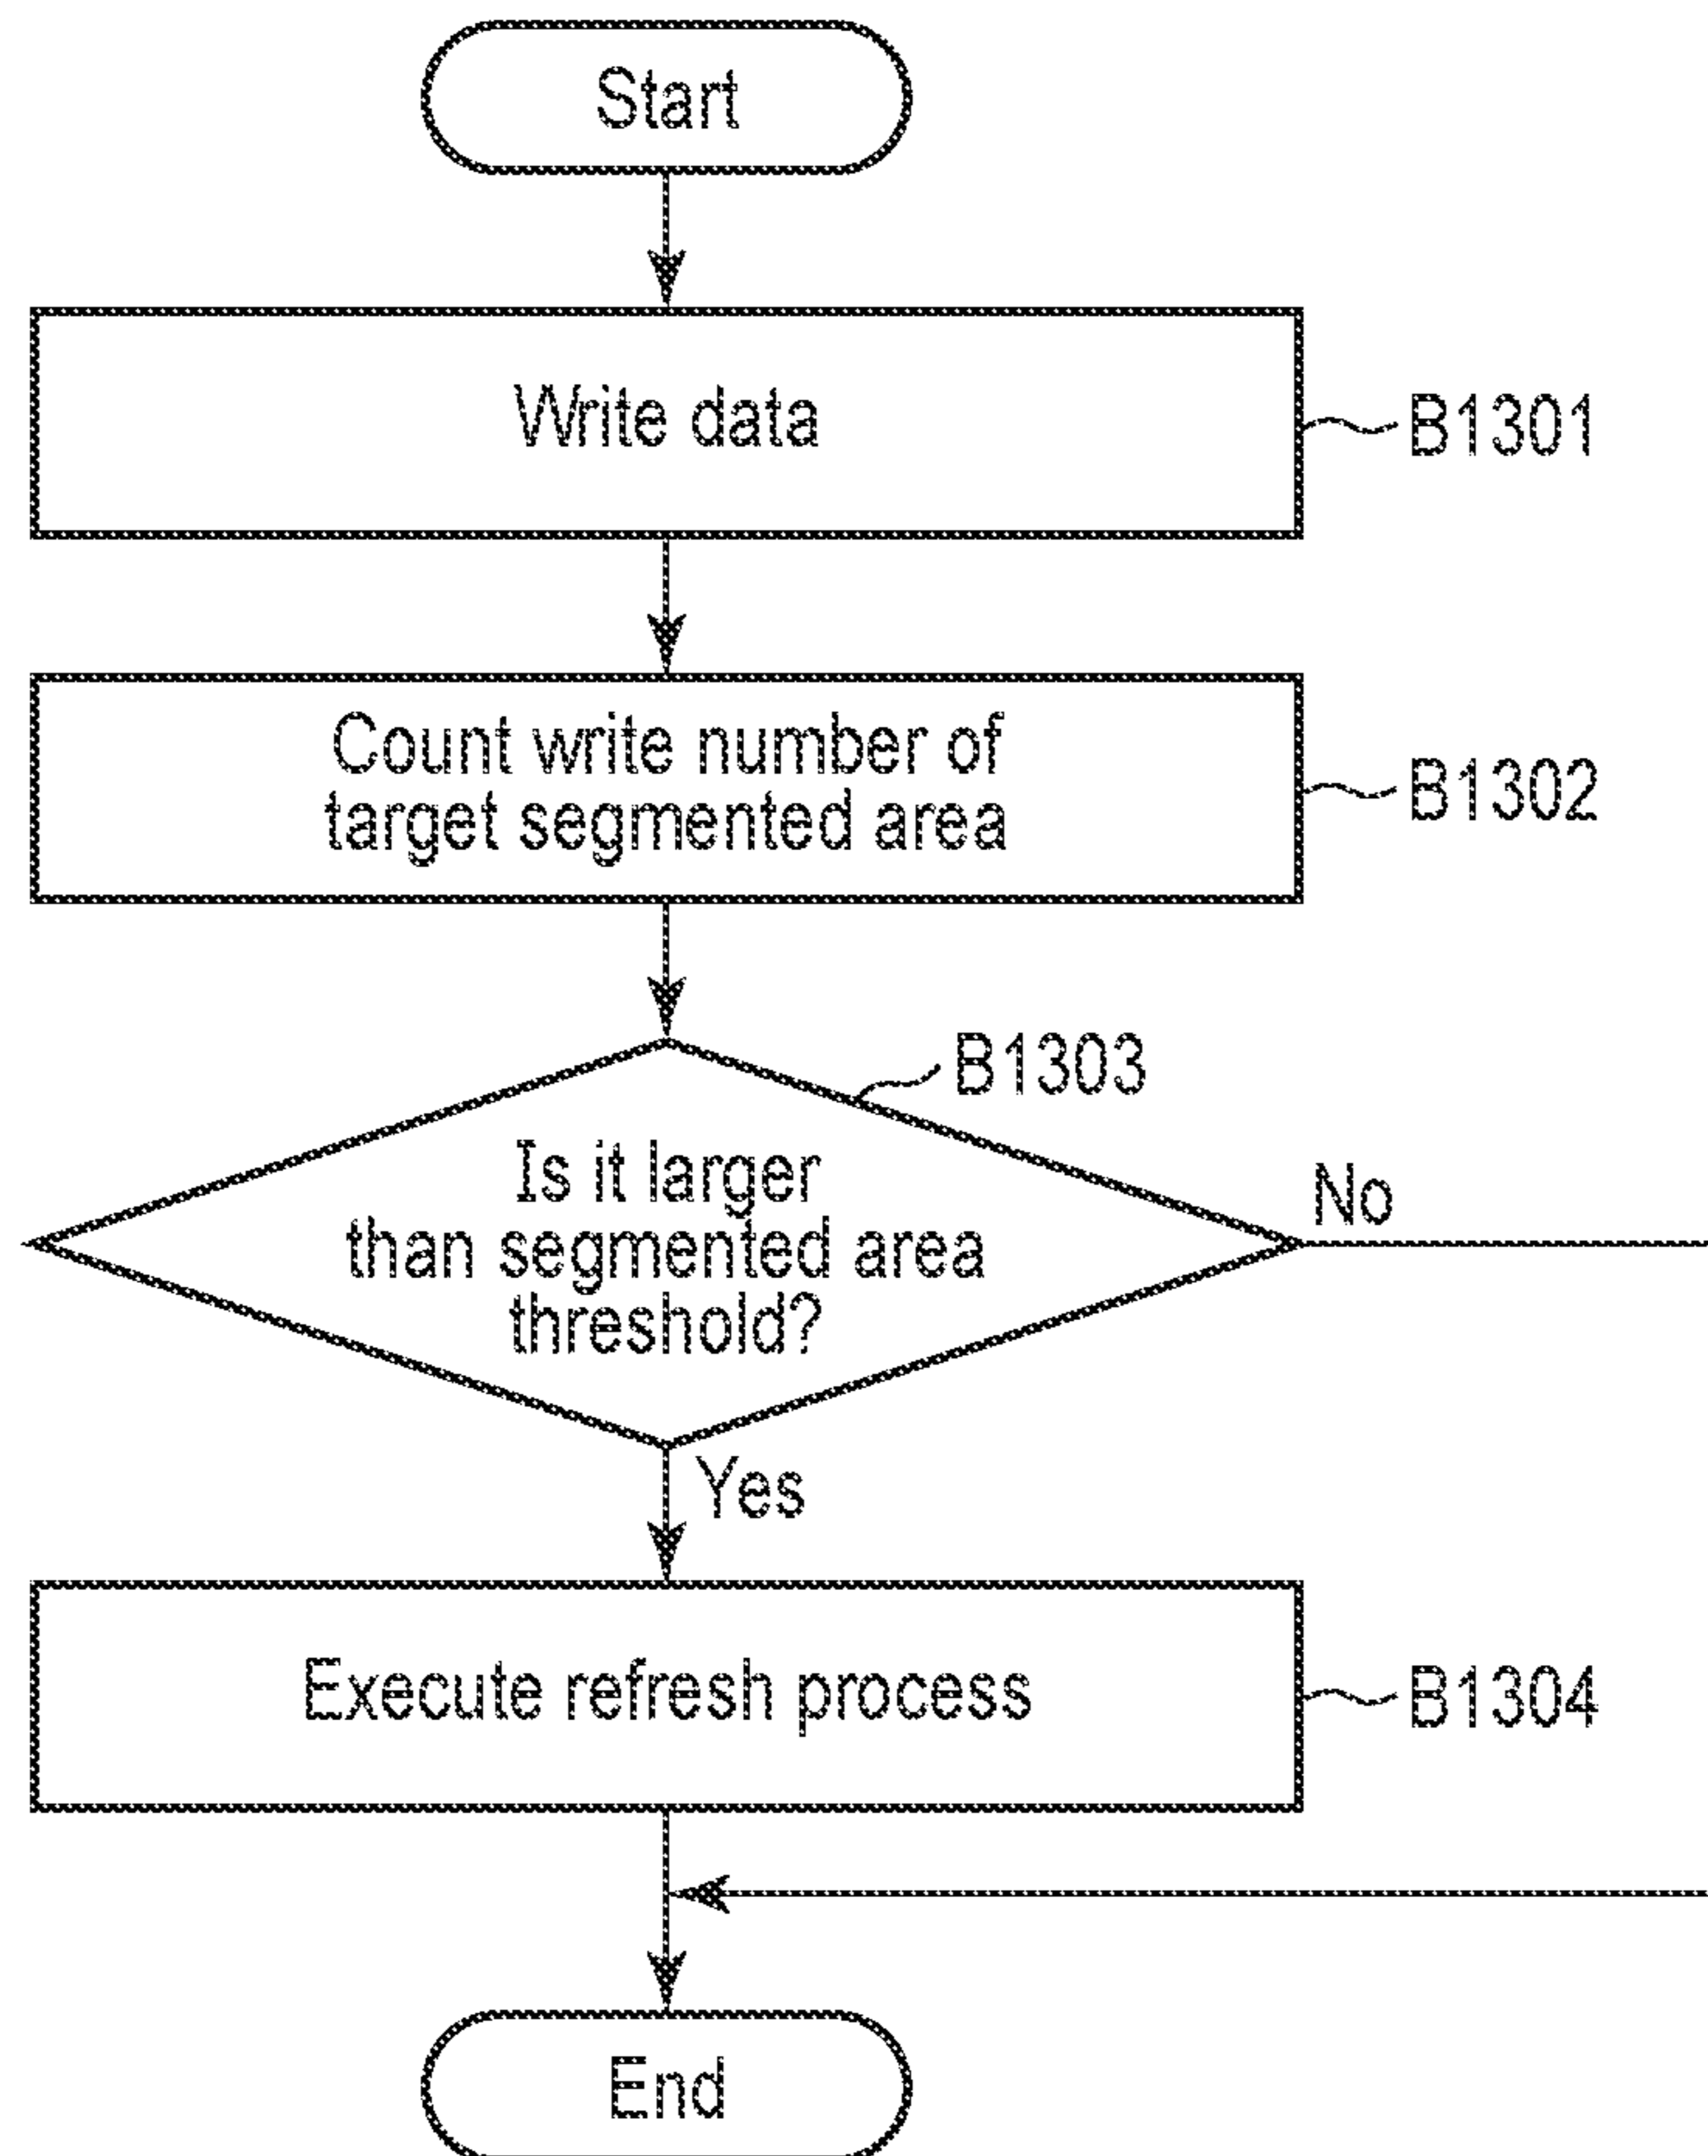 Start
Write data
B1301
Count write number of
target segmented area
B1302
B1303
Is it larger
than segmented area
threshold?
No
Yes
Execute refresh process
B1304
End